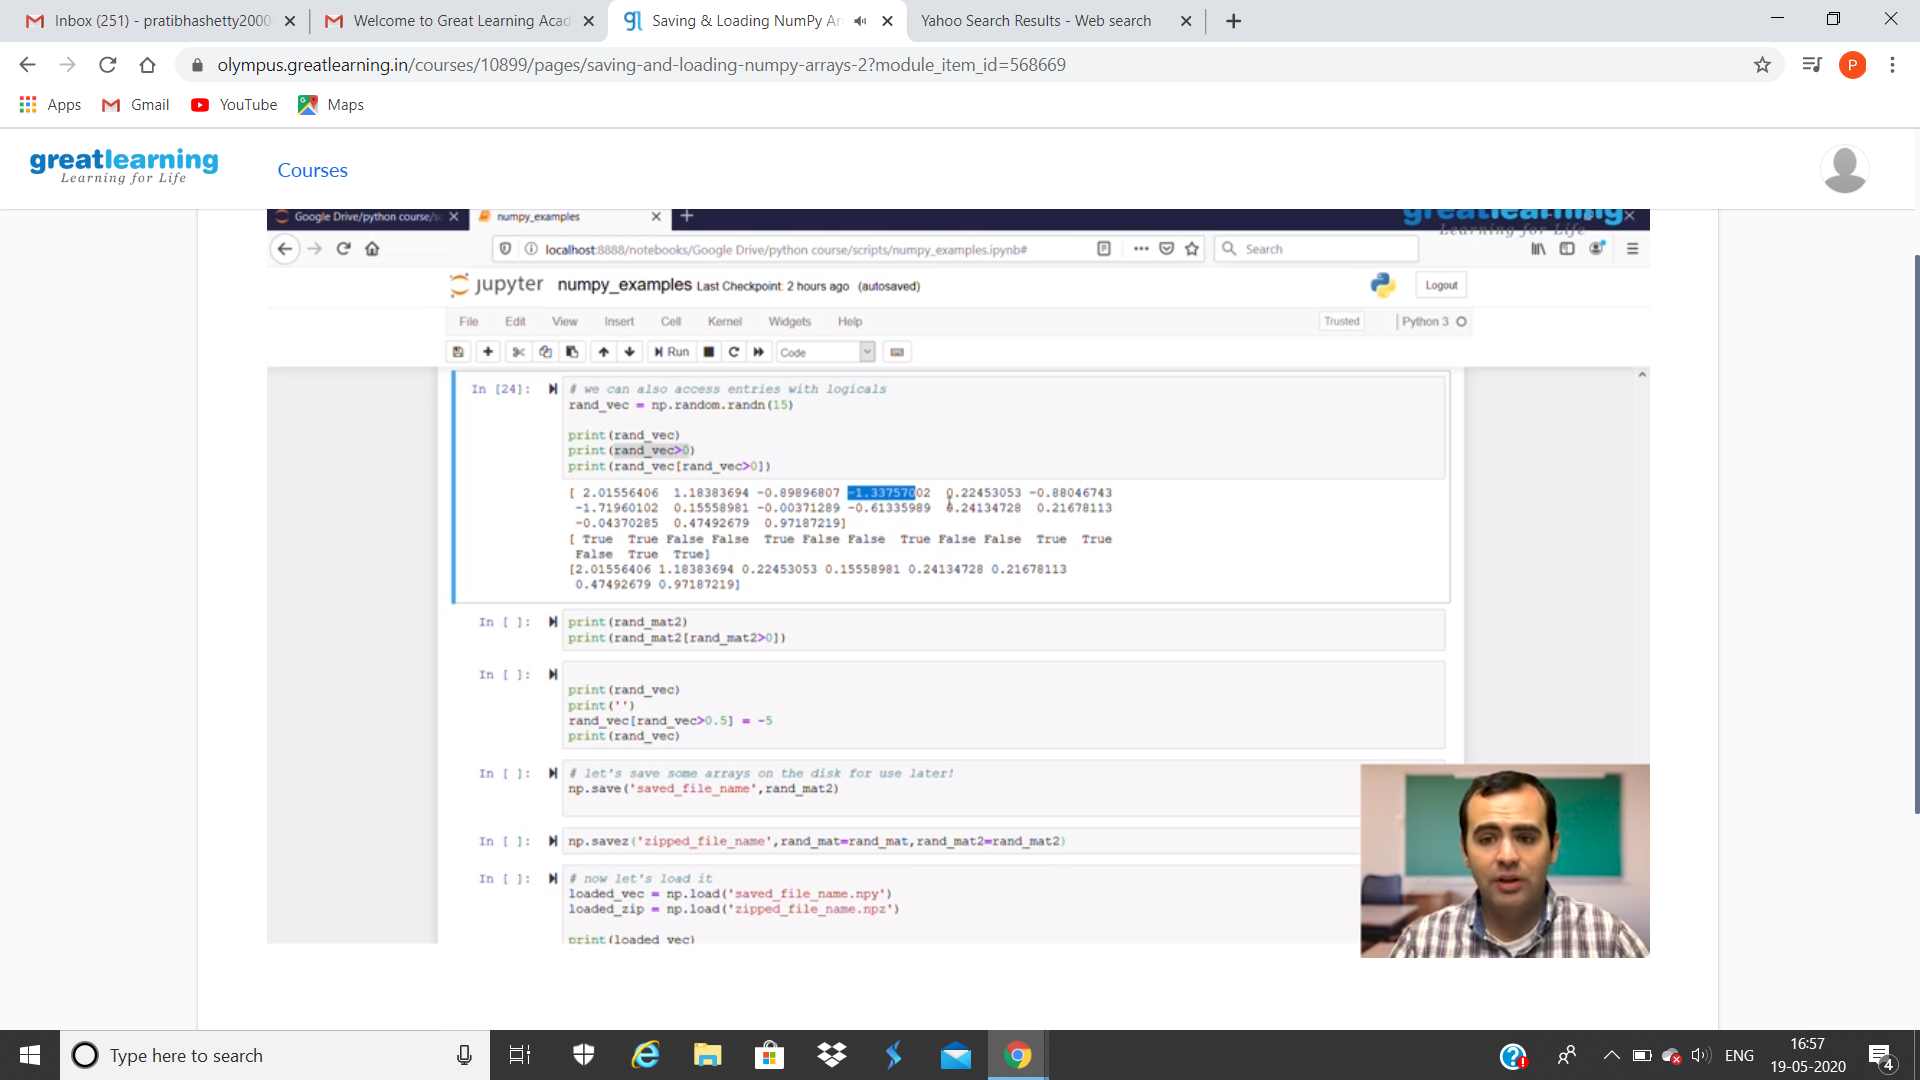 Inbox (251) - pratibhashetty2000
Welcome to Great Learning Acad
gl Saving & Loading NumPy Ar
Yahoo Search Results - Web search
olympus.greatlearning.in/courses/10899/pages/saving-and-loading-numpy-arrays-2?module_item_id=568669
P
Apps Gmail YouTube Maps
greatlearning
Learning for Life
Courses
Google Drive/python course/sc numpy_examples
greatlearning
Learning for Life
localhost:8888/notebooks/Google Drive/python course/scripts/numpy_examples.ipynb# Search
jupyter numpy_examples Last Checkpoint: 2 hours ago (autosaved) Logout
File Edit View Insert Cell Kernel Widgets Help Trusted Python 3
Run Code
In [24]: # we can also access entries with logicals
rand_vec = np.random.randn(15)
print(rand_vec)
print(rand_vec>0)
print(rand_vec[rand_vec>0])
[ 2.01556406 1.18383694 -0.89896807 -1.33757002 0.22453053 -0.88046743
-1.71960102 0.15558981 -0.00371289 -0.61335989 0.24134728 0.21678113
-0.04370285 0.47492679 0.97187219]
[ True True False False True False False True False False True True
False True True]
[2.01556406 1.18383694 0.22453053 0.15558981 0.24134728 0.21678113
0.47492679 0.97187219]
In [ ]: print(rand_mat2)
print(rand_mat2[rand_mat2>0])
In [ ]:
print(rand_vec)
print('')
rand_vec[rand_vec>0.5] = -5
print(rand_vec)
In [ ]: # let's save some arrays on the disk for use later!
np.save('saved_file_name',rand_mat2)
In [ ]: np.savez('zipped_file_name',rand_mat=rand_mat,rand_mat2=rand_mat2)
In [ ]: # now let's load it
loaded_vec = np.load('saved_file_name.npy')
loaded_zip = np.load('zipped_file_name.npz')
print(loaded_vec)
Type here to search
ENG
16:57
19-05-2020
4